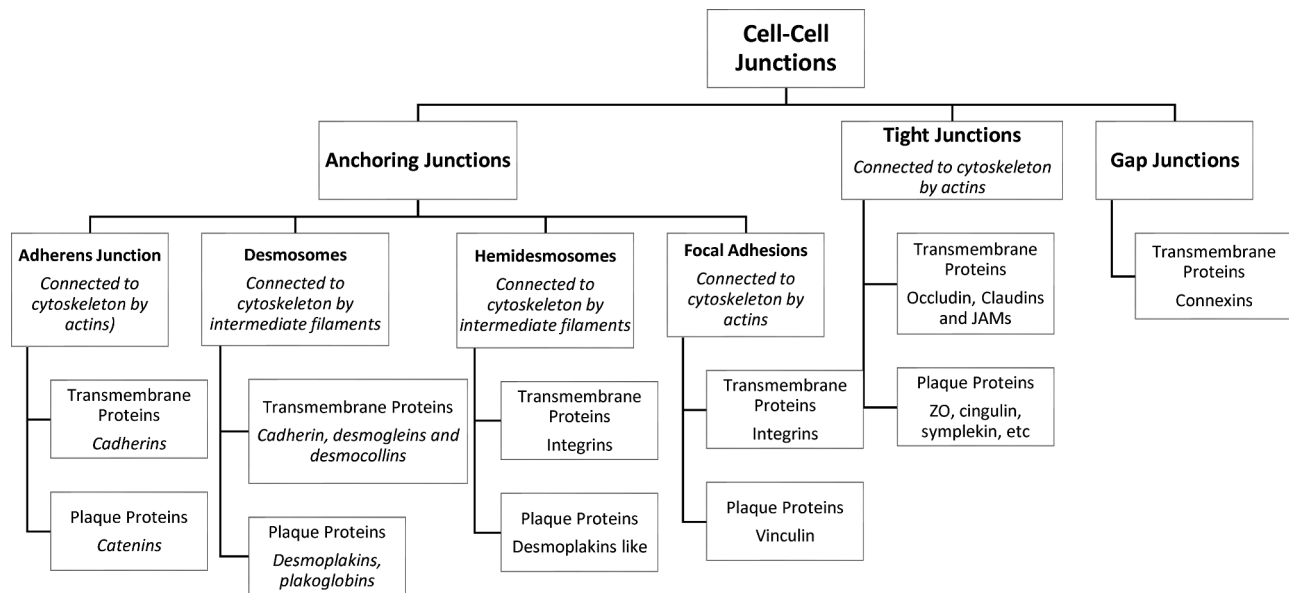 Cell-Cell
Junctions
Anchoring Junctions
Tight Junctions
Connected to cytoskeleton
by actins
Gap Junctions
Adherens Junction
Connected to
cytoskeleton by
actins)
Desmosomes
Connected to
cytoskeleton by
intermediate filaments
Hemidesmosomes
Connected to
cytoskeleton by
intermediate filaments
Focal Adhesions
Connected to
cytoskeleton by
actins
Transmembrane
Proteins
Occludin, Claudins
and JAMs
Transmembrane
Proteins
Connexins
Transmembrane
Proteins
Cadherins
Transmembrane Proteins
Cadherin, desmogleins and
desmocollins
Transmembrane
Proteins
Integrins
Transmembrane
Proteins
Integrins
Plaque Proteins
ZO, cingulin,
symplekin, etc
Plaque Proteins
Catenins
Plaque Proteins
Desmoplakins,
plakoglobins
Plaque Proteins
Desmoplakins like
Plaque Proteins
Vinculin